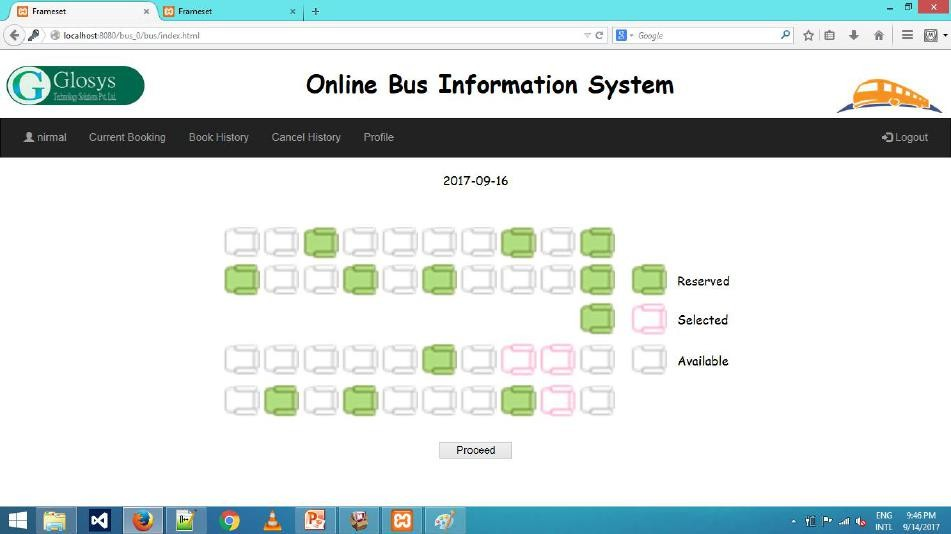 Frameset
Frameset
localhost:8080/bus_0/bus/index.html
Google
Glosys
Technology Solutions Pvt. Ltd.
Online Bus Information System
nirmal
Current Booking
Book History
Cancel History
Profile
Logout
2017-09-16
Reserved
Selected
Available
Proceed
ENG
INTL
9:46 PM
9/14/2017